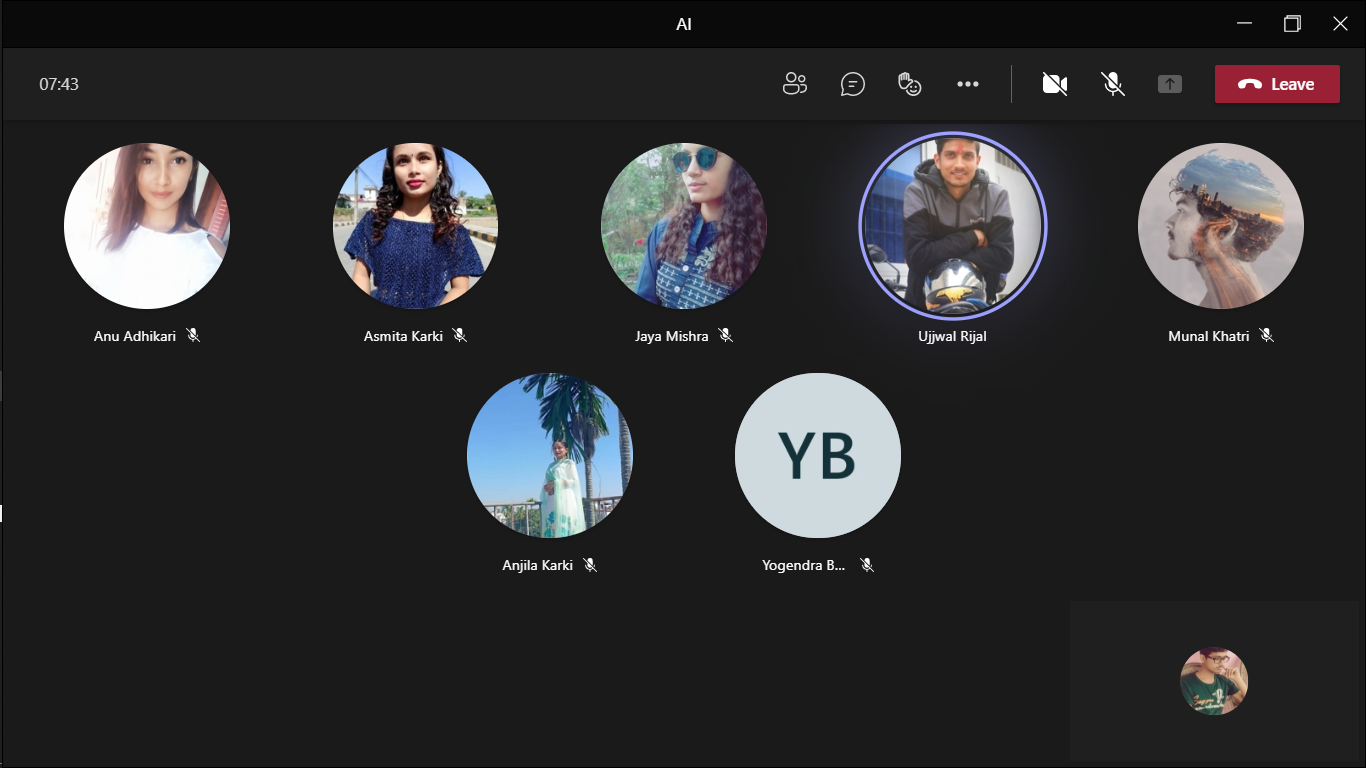 AI
07:43
Leave
Anu Adhikari
Asmita Karki
Jaya Mishra
Ujjwal Rijal
Munal Khatri
YB
Anjila Karki
Yogendra B...